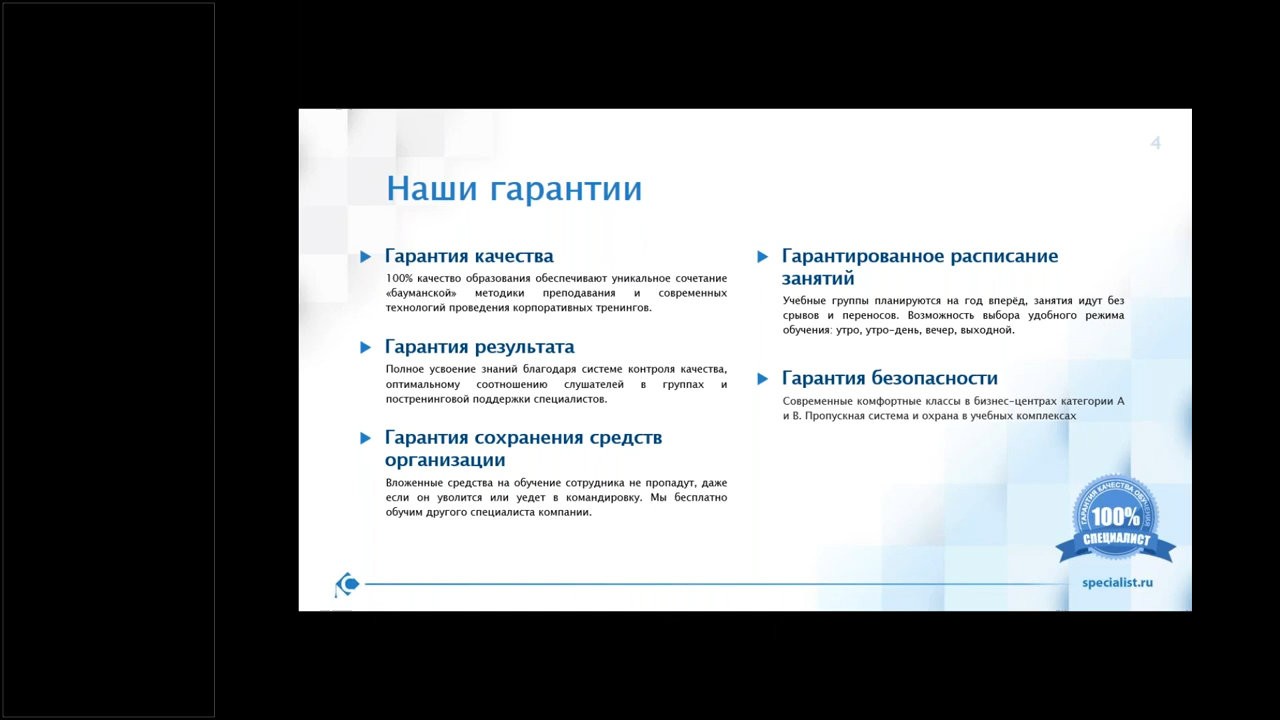 4
Наши гарантии
Гарантия качества
100% качество образования обеспечивают уникальное сочетание
«бауманской» методики преподавания и современных
технологий проведения корпоративных тренингов.
Гарантия результата
Полное усвоение знаний благодаря системе контроля качества,
оптимальному соотношению слушателей в группах и
постренинговой поддержки специалистов.
Гарантия сохранения средств
организации
Вложенные средства на обучение сотрудника не пропадут, даже
если он уволится или уедет в командировку. Мы бесплатно
обучим другого специалиста компании.
Гарантированное расписание
занятий
Учебные группы планируются на год вперёд, занятия идут без
срывов и переносов. Возможность выбора удобного режима
обучения: утро, утро-день, вечер, выходной.
Гарантия безопасности
Современные комфортные классы в бизнес-центрах категории А
и В. Пропускная система и охрана в учебных комплексах
ГАРАНТИЯ КАЧЕСТВА ОБУЧЕНИЯ
100%
СПЕЦИАЛИСТ
specialist.ru